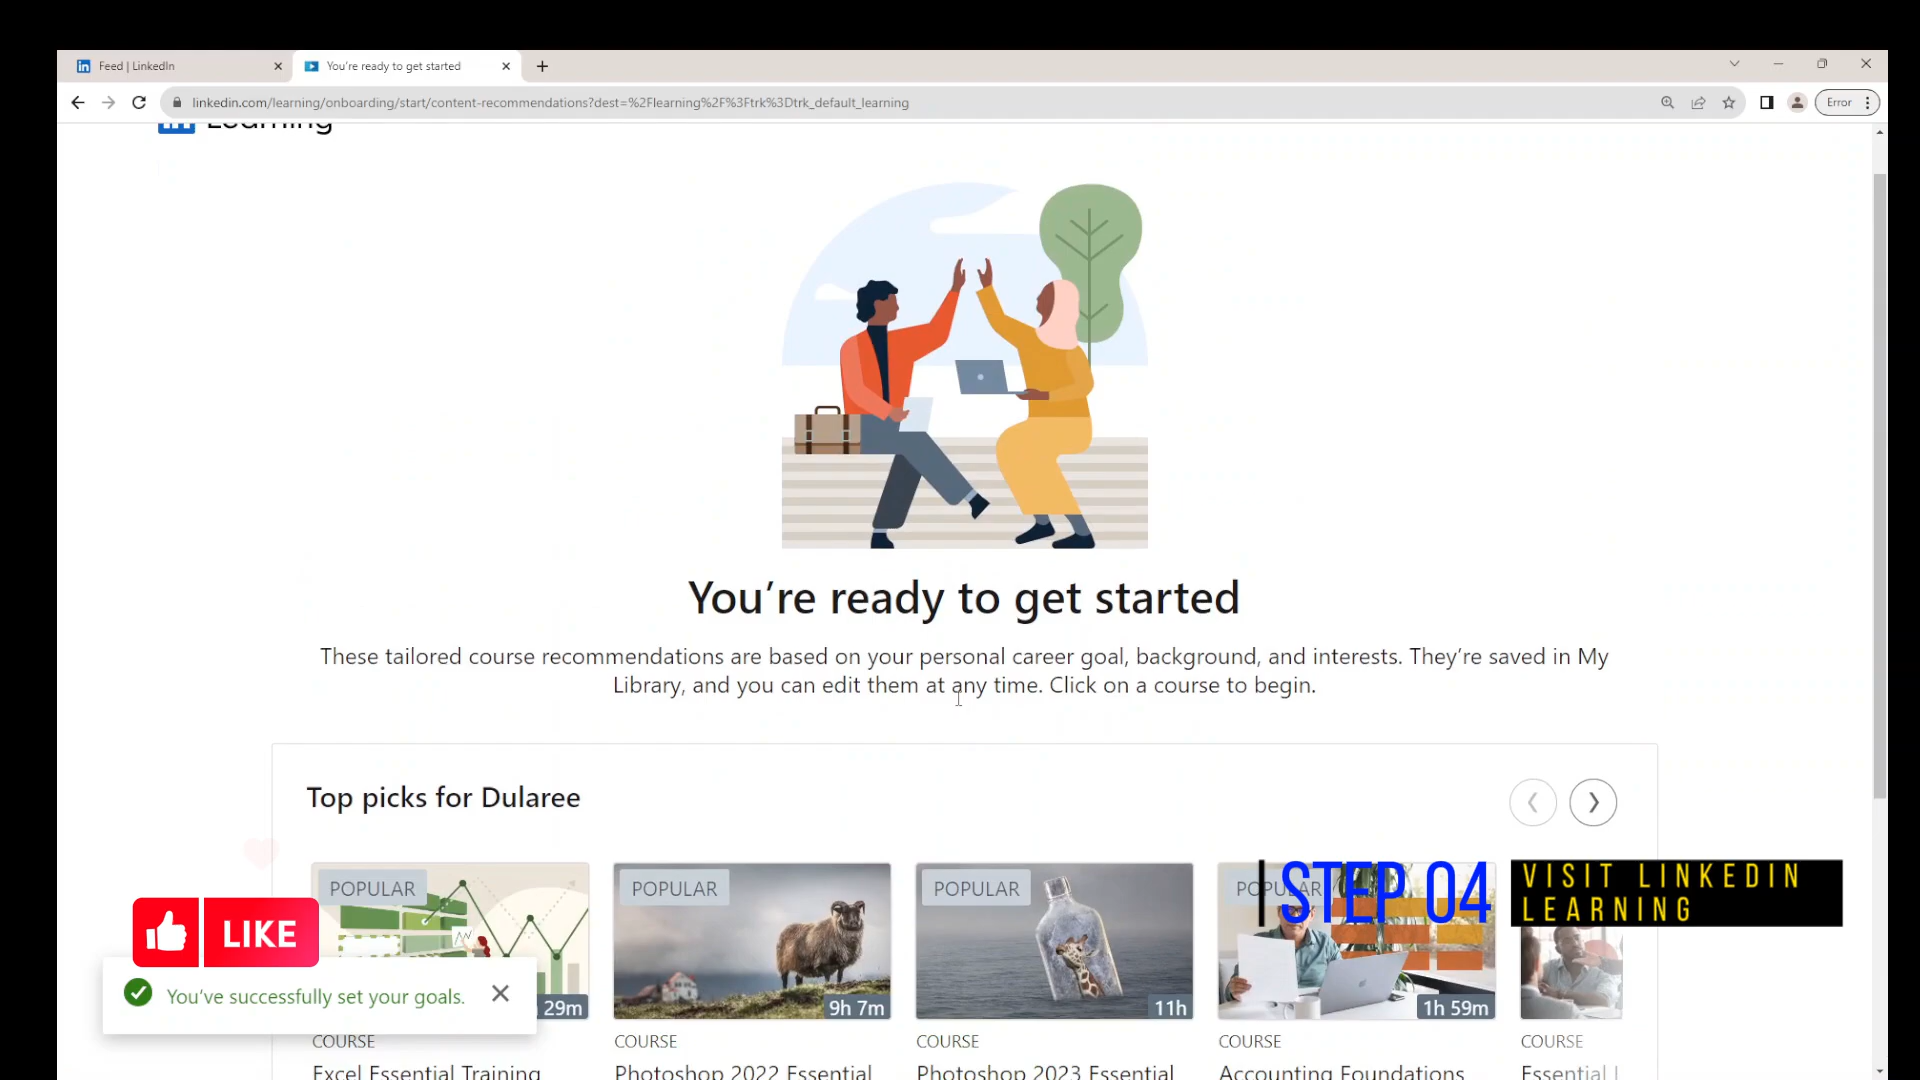 Feed | LinkedIn
You're ready to get started
linkedin.com/learning/onboarding/start/content-recommendations?dest=%2Flearning%2F%3Ftrk%3Dtrk_default_learning
Error
Learning
You're ready to get started
These tailored course recommendations are based on your personal career goal, background, and interests. They're saved in My
Library, and you can edit them at any time. Click on a course to begin.
Top picks for Dularee
POPULAR
POPULAR
POPULAR
POPULAR
STEP 04
VISIT LINKEDIN
LEARNING
LIKE
You've successfully set your goals.
29m
9h 7m
11h
1h 59m
COURSE
COURSE
COURSE
COURSE
COURSE
Excel Essential Training
Photoshop 2022 Essential
Photoshop 2023 Essential
Accounting Foundations
Essential